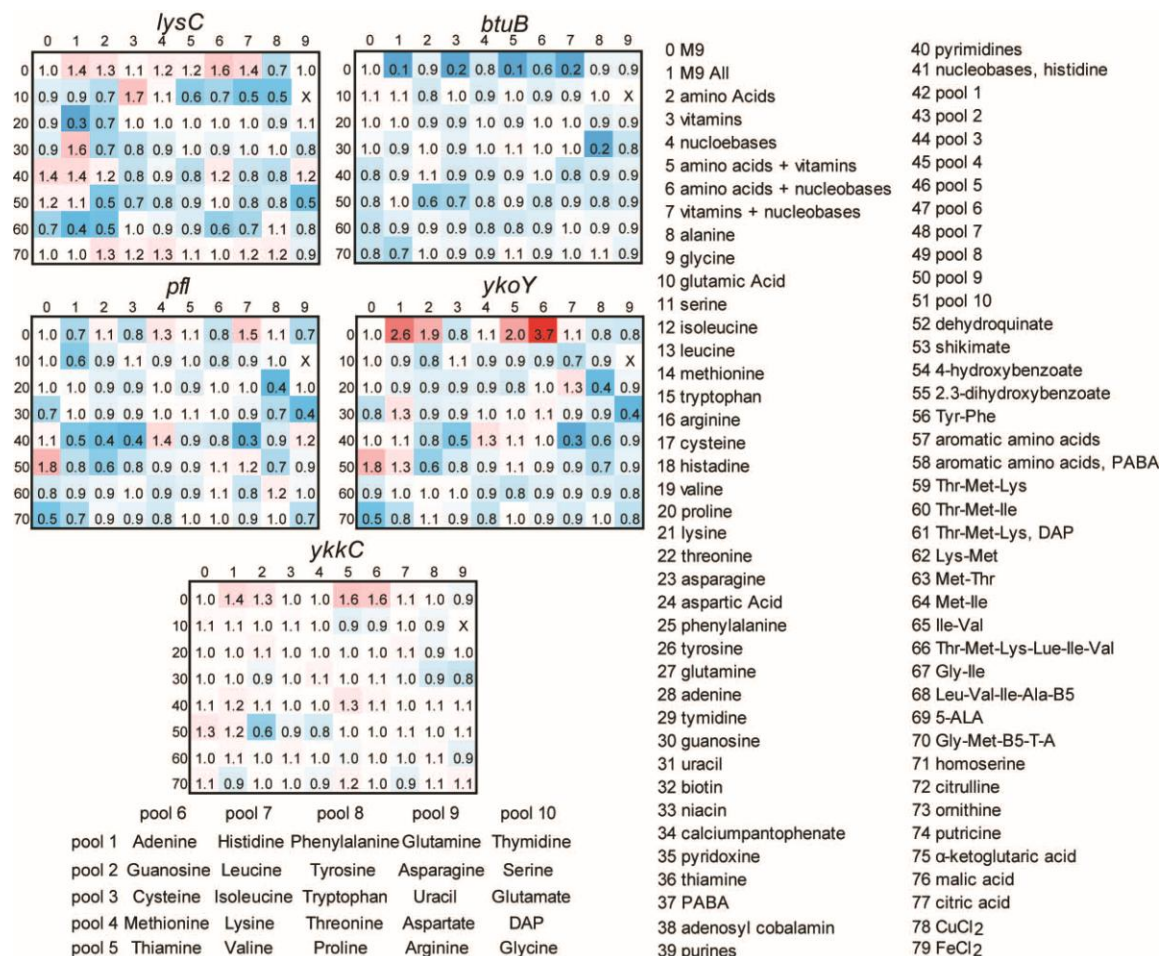 lysC
0 1 2 3 4 5 6 7 8 9
0 1.0 1.4 1.3 1.1 1.2 1.2 1.6 1.4 0.7 1.0
10 0.9 0.9 0.7 1.7 1.1 0.6 0.7 0.5 0.5 X
20 0.9 0.3 0.7 1.0 1.0 1.0 1.0 1.0 0.9 1.1
30 0.9 1.6 0.7 0.8 0.9 1.0 0.9 1.0 1.0 0.8
40 1.4 1.4 1.2 0.8 0.9 0.8 1.2 0.8 0.8 1.2
50 1.2 1.1 0.5 0.7 0.8 0.9 1.0 0.8 0.9 0.5
60 0.7 0.4 0.5 1.0 0.9 0.9 0.6 0.7 1.1 0.8
70 1.0 1.0 1.3 1.2 1.3 1.1 1.0 1.2 1.2 0.9
btuB
0 1 2 3 4 5 6 7 8 9
0 1.0 0.1 0.9 0.2 0.8 0.1 0.6 0.2 0.9 0.9
10 1.1 1.1 0.8 1.0 0.9 1.0 0.9 0.9 1.0 X
20 1.0 1.0 0.9 0.9 1.0 0.9 1.0 1.0 0.9 0.9
30 1.0 0.9 1.0 0.9 1.1 1.0 1.1 1.0 0.2 0.8
40 0.8 0.9 1.1 0.9 0.9 0.9 1.0 0.8 0.9 0.9
50 0.8 1.0 0.6 0.7 0.8 0.9 0.9 1.0 0.8 0.9
60 0.8 0.9 0.9 0.9 0.9 0.9 0.9 1.0 0.9 0.8
70 0.8 0.7 1.0 0.9 0.9 1.0 0.8 1.0 1.1 0.9
pfl
0 1 2 3 4 5 6 7 8 9
0 1.0 0.7 1.1 0.8 1.3 1.1 0.8 1.5 1.1 0.7
10 1.0 0.6 0.9 1.1 0.9 1.0 0.8 0.9 1.0 X
20 1.0 1.0 0.9 0.9 0.9 1.0 1.0 1.0 0.4 1.0
30 0.7 1.0 0.9 0.9 1.0 1.1 1.0 0.9 0.7 0.4
40 1.1 0.5 0.4 0.4 1.4 0.9 0.8 0.3 0.9 1.2
50 1.8 0.8 0.6 0.8 0.9 0.9 1.1 1.2 0.7 0.9
60 0.8 0.9 0.9 1.0 0.9 0.9 1.1 0.8 1.2 1.0
70 0.5 0.7 0.9 0.9 0.8 1.0 1.0 0.9 1.0 0.7
ykoY
0 1 2 3 4 5 6 7 8 9
0 1.0 2.6 1.9 0.8 1.1 2.0 3.7 1.1 0.8 0.8
10 1.0 0.9 0.8 1.1 0.9 0.9 0.9 0.7 0.9 X
20 0.9 0.9 0.9 0.9 0.9 0.8 1.0 1.3 0.4 0.9
30 0.8 1.3 0.9 0.9 1.0 1.0 1.1 0.9 0.9 0.4
40 1.0 1.1 0.8 0.5 1.3 1.1 1.0 0.3 0.6 0.9
50 1.8 1.3 0.6 0.8 0.9 1.1 0.9 0.9 0.7 0.9
60 0.9 1.0 1.0 1.0 0.9 0.8 0.9 0.9 0.9 0.8
70 0.5 0.8 1.1 0.9 0.8 1.0 0.9 0.9 1.0 0.8
ykkC
0 1 2 3 4 5 6 7 8 9
0 1.0 1.4 1.3 1.0 1.0 1.6 1.6 1.1 1.0 0.9
10 1.1 1.1 1.0 1.1 1.0 0.9 0.9 1.0 0.9 X
20 1.0 1.0 1.1 1.0 1.0 1.1 1.0 1.1 0.9 1.0
30 1.0 1.0 0.9 1.0 1.1 1.0 1.1 1.0 0.9 0.8
40 1.1 1.2 1.1 1.0 1.0 1.3 1.1 1.0 1.1 1.1
50 1.3 1.2 0.6 0.9 0.8 1.0 1.0 1.1 1.0 1.1
60 1.0 1.1 1.0 1.1 1.0 1.0 1.0 1.1 1.1 0.9
70 1.1 0.9 1.0 1.0 0.9 1.2 1.0 0.9 1.1 1.1
pool 6 pool 7 pool 8 pool 9 pool 10
pool 1 Adenine Histidine Phenylalanine Glutamine Thymidine
pool 2 Guanosine Leucine Tyrosine Asparagine Serine
pool 3 Cysteine Isoleucine Tryptophan Uracil Glutamate
pool 4 Methionine Lysine Threonine Aspartate DAP
pool 5 Thiamine Valine Proline Arginine Glycine
0 M9
1 M9 All
2 amino Acids
3 vitamins
4 nucloebases
5 amino acids + vitamins
6 amino acids + nucleobases
7 vitamins + nucleobases
8 alanine
9 glycine
10 glutamic Acid
11 serine
12 isoleucine
13 leucine
14 methionine
15 tryptophan
16 arginine
17 cysteine
18 histadine
19 valine
20 proline
21 lysine
22 threonine
23 asparagine
24 aspartic Acid
25 phenylalanine
26 tyrosine
27 glutamine
28 adenine
29 tymidine
30 guanosine
31 uracil
32 biotin
33 niacin
34 calciumpantophenate
35 pyridoxine
36 thiamine
37 PABA
38 adenosyl cobalamin
39 purines
40 pyrimidines
41 nucleobases, histidine
42 pool 1
43 pool 2
44 pool 3
45 pool 4
46 pool 5
47 pool 6
48 pool 7
49 pool 8
50 pool 9
51 pool 10
52 dehydroquinate
53 shikimate
54 4-hydroxybenzoate
55 2.3-dihydroxybenzoate
56 Tyr-Phe
57 aromatic amino acids
58 aromatic amino acids, PABA
59 Thr-Met-Lys
60 Thr-Met-Ile
61 Thr-Met-Lys, DAP
62 Lys-Met
63 Met-Thr
64 Met-Ile
65 Ile-Val
66 Thr-Met-Lys-Lue-Ile-Val
67 Gly-Ile
68 Leu-Val-Ile-Ala-B5
69 5-ALA
70 Gly-Met-B5-T-A
71 homoserine
72 citrulline
73 ornithine
74 putricine
75 α-ketoglutaric acid
76 malic acid
77 citric acid
78 CuCl2
79 FeCl2